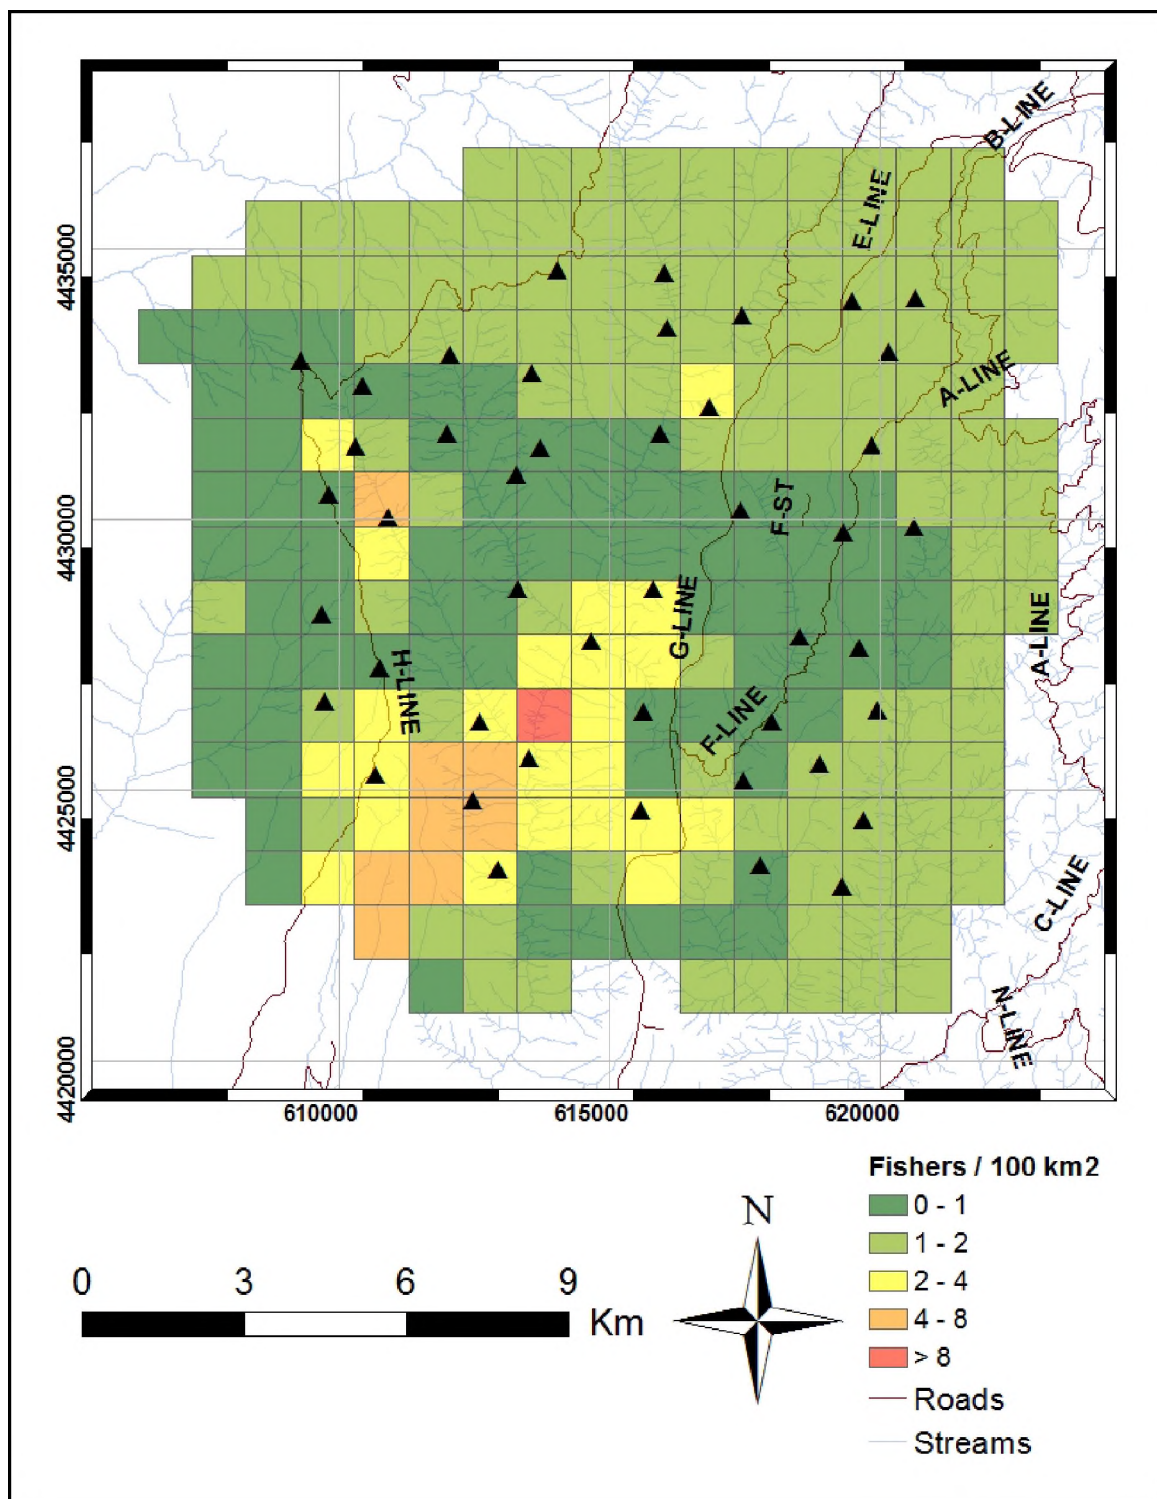 B-LINE
E-LINE
4435000
A-LINE
F-ST
4430000
G-LINE
A-LINE
H-LINE
F-LINE
4425000
C-LINE
N-LINE
4420000
610000
615000
620000
Fishers / 100 km2
0 - 1
1 - 2
2 - 4
4 - 8
> 8
Roads
Streams
N
0
3
6
9
Km